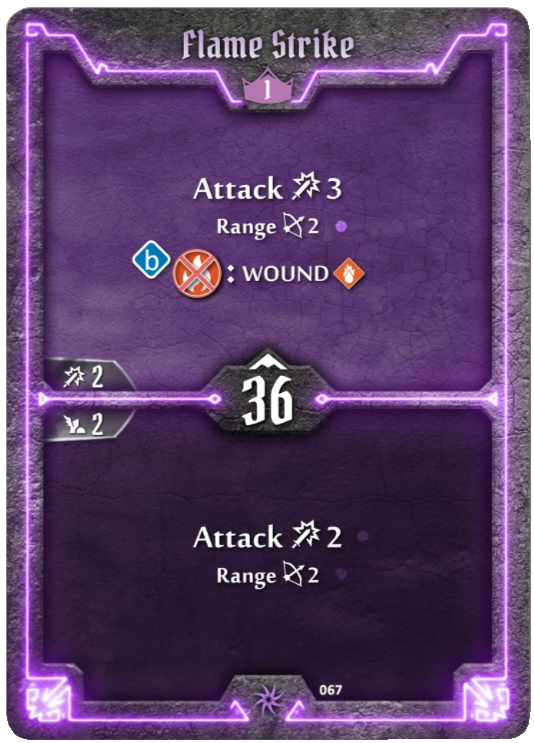 Flame Strike
1
Attack 3
Range 2
b : WOUND
2
36
2
Attack 2
Range 2
067